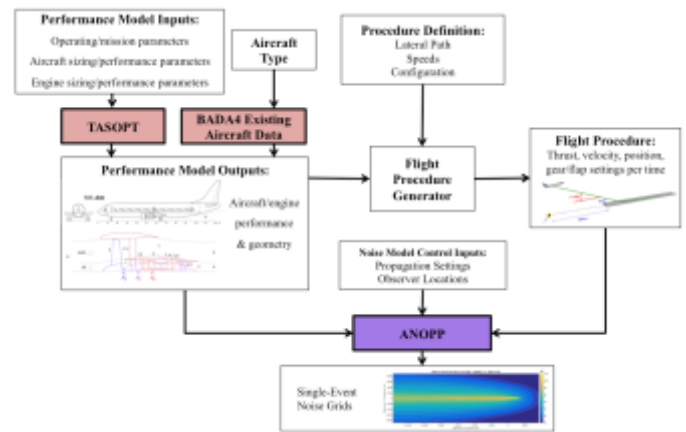 Performance Model Inputs:
Operating/mission parameters
Aircraft sizing/performance parameters
Engine sizing/performance parameters
Aircraft
Type
Procedure Definition:
Lateral Path
Speeds
Configuration
TASOPT
BADA4 Existing
Aircraft Data
Performance Model Outputs:
Aircraft/engine
performance
& geometry
Flight
Procedure
Generator
Flight Procedure:
Thrust, velocity, position,
gear/flap settings per time
Noise Model Control Inputs:
Propagation Settings
Observer Locations
ANOPP
Single-Event
Noise Grids